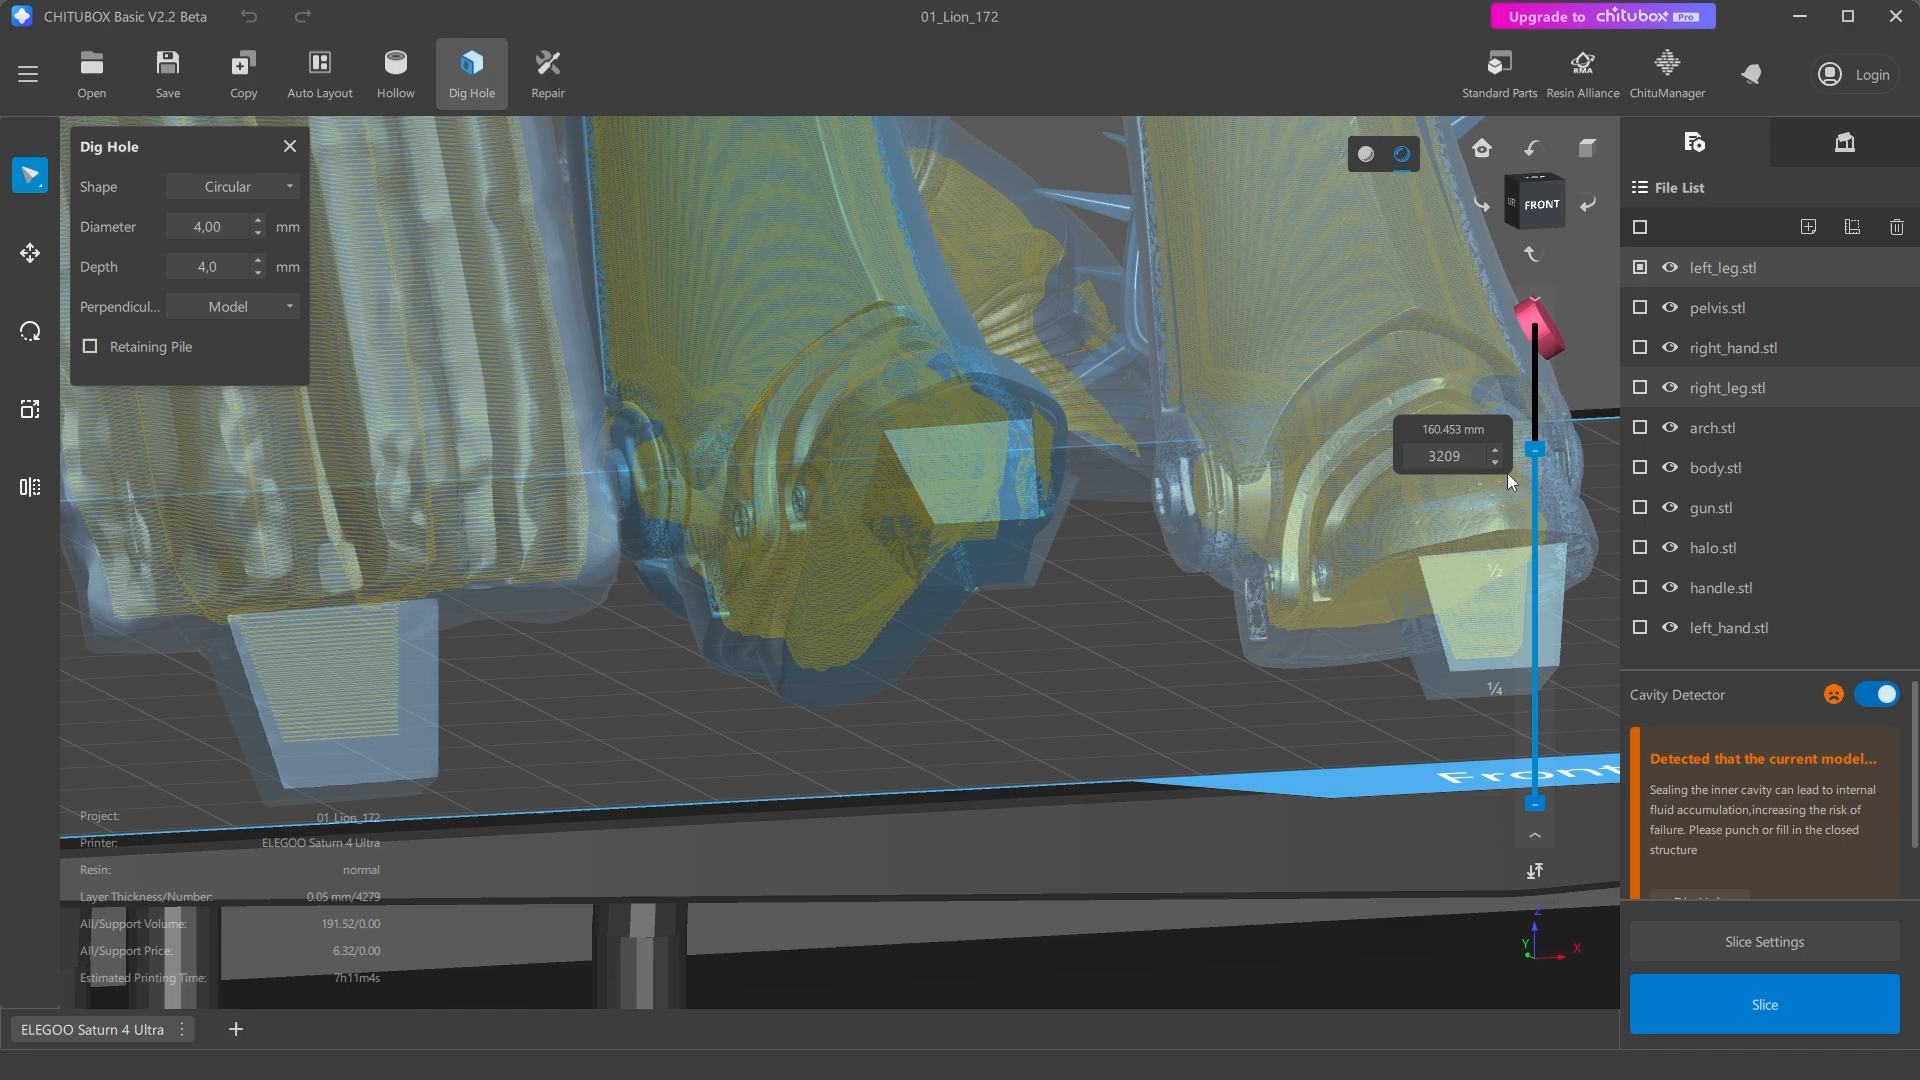 CHITUBOX Basic V2.2 Beta
01_Lion_172
Upgrade to chitubox Pro
Open
Save
Copy
Auto Layout
Hollow
Dig Hole
Repair
Standard Parts
Resin Alliance
RMA
ChituManager
Login
Dig Hole
Shape
Circular
Diameter
4,00
mm
Depth
4,0
mm
Perpendicul...
Model
Retaining Pile
FRONT
160.453 mm
3209
½
¼
Front
Z
Y
X
File List
left_leg.stl
pelvis.stl
right_hand.stl
right_leg.stl
arch.stl
body.stl
gun.stl
halo.stl
handle.stl
left_hand.stl
Cavity Detector
Detected that the current model...
Sealing the inner cavity can lead to internal
fluid accumulation,increasing the risk of
failure. Please punch or fill in the closed
structure
Slice Settings
Slice
Project:
01_Lion_172
Printer:
ELEGOO Saturn 4 Ultra
Resin:
normal
Layer Thickness/Number:
0.05 mm/4279
All/Support Volume:
191.52/0.00
All/Support Price:
6.32/0.00
Estimated Printing Time:
7h11m4s
ELEGOO Saturn 4 Ultra